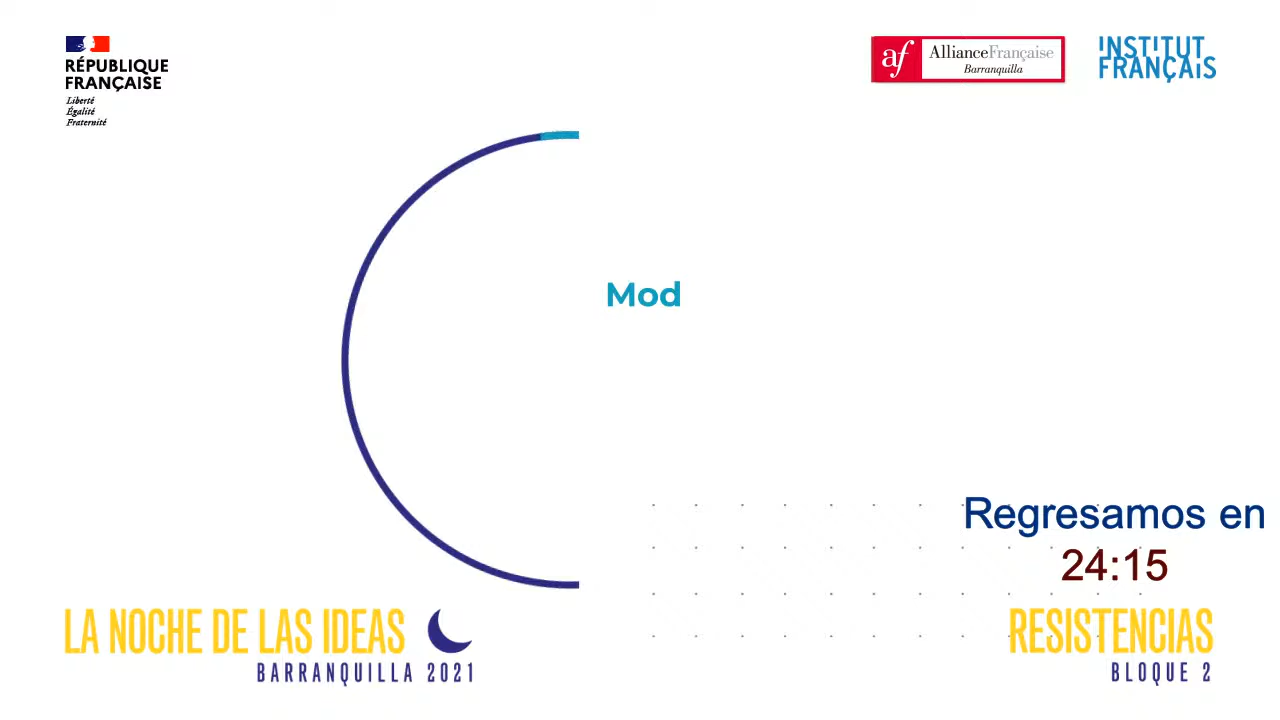 RÉPUBLIQUE
FRANÇAISE
Liberté
Égalité
Fraternité
af
AllianceFrançaise
Barranquilla
INSTITUT
FRANÇAIS
Mod
Regresamos en
24:15
LA NOCHE DE LAS IDEAS
BARRANQUILLA 2021
RESISTENCIAS
BLOQUE 2